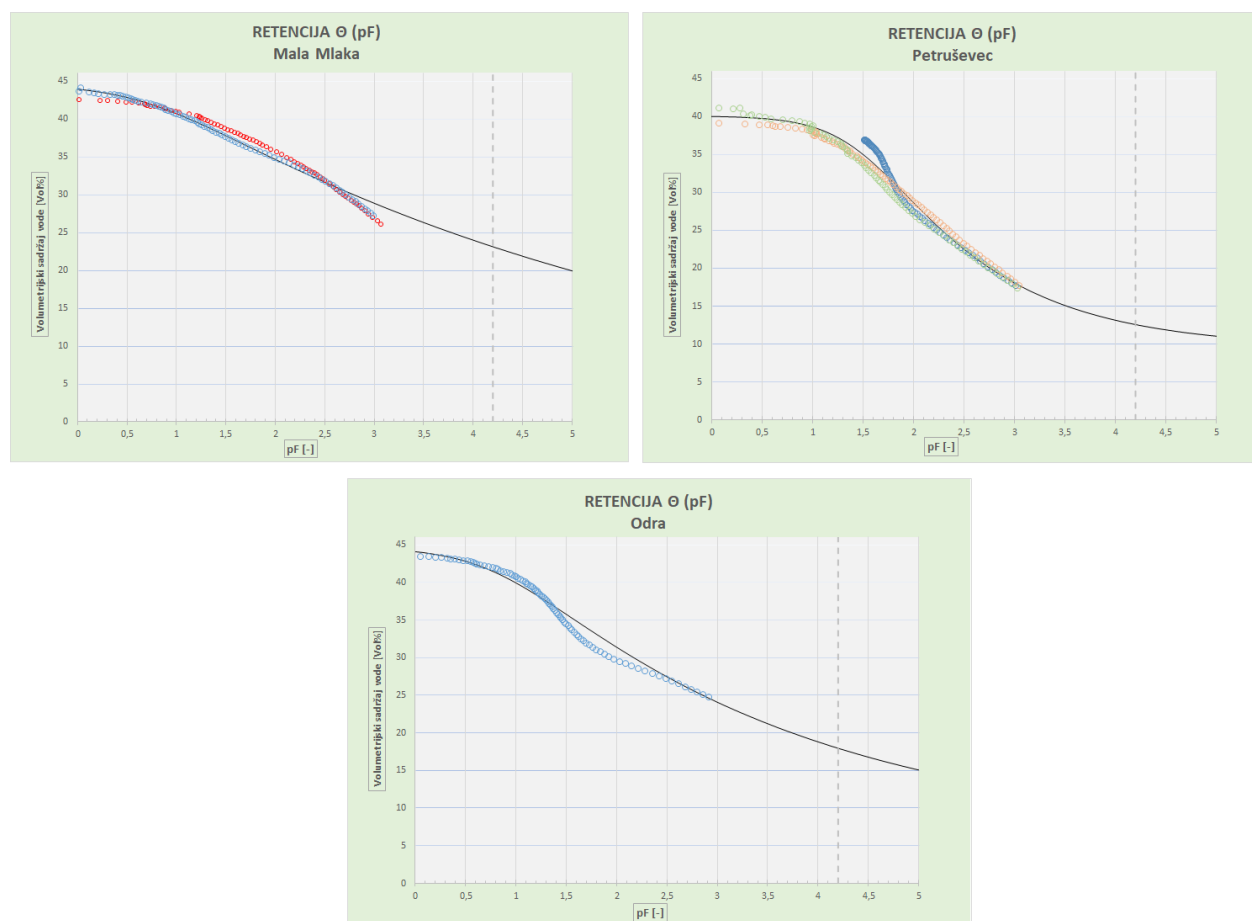 RETENCIJA Θ (pF)
Mala Mlaka
Volumetrijski sadržaj vode [Vol%]
45
40
35
30
25
20
15
10
5
0
0 0,5 1 1,5 2 2,5 3 3,5 4 4,5 5
pF [-]
RETENCIJA Θ (pF)
Petruševec
Volumetrijski sadržaj vode [Vol%]
45
40
35
30
25
20
15
10
5
0
0 0,5 1 1,5 2 2,5 3 3,5 4 4,5 5
pF [-]
RETENCIJA Θ (pF)
Odra
Volumetrijski sadržaj vode [Vol%]
45
40
35
30
25
20
15
10
5
0
0 0,5 1 1,5 2 2,5 3 3,5 4 4,5 5
pF [-]